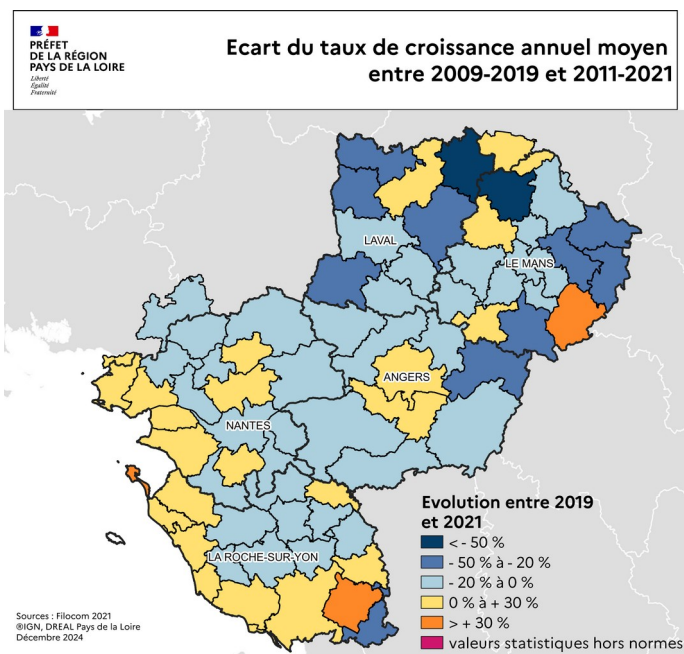 PRÉFET
DE LA RÉGION
PAYS DE LA LOIRE
Liberté
Égalité
Fraternité
Ecart du taux de croissance annuel moyen
entre 2009-2019 et 2011-2021
LAVAL
LE MANS
ANGERS
NANTES
LA ROCHE-SUR-YON
Evolution entre 2019
et 2021
< - 50 %
- 50 % à - 20 %
- 20 % à 0 %
0 % à + 30 %
> + 30 %
valeurs statistiques hors normes
Sources : Filocom 2021
®IGN, DREAL Pays de la Loire
Décembre 2024